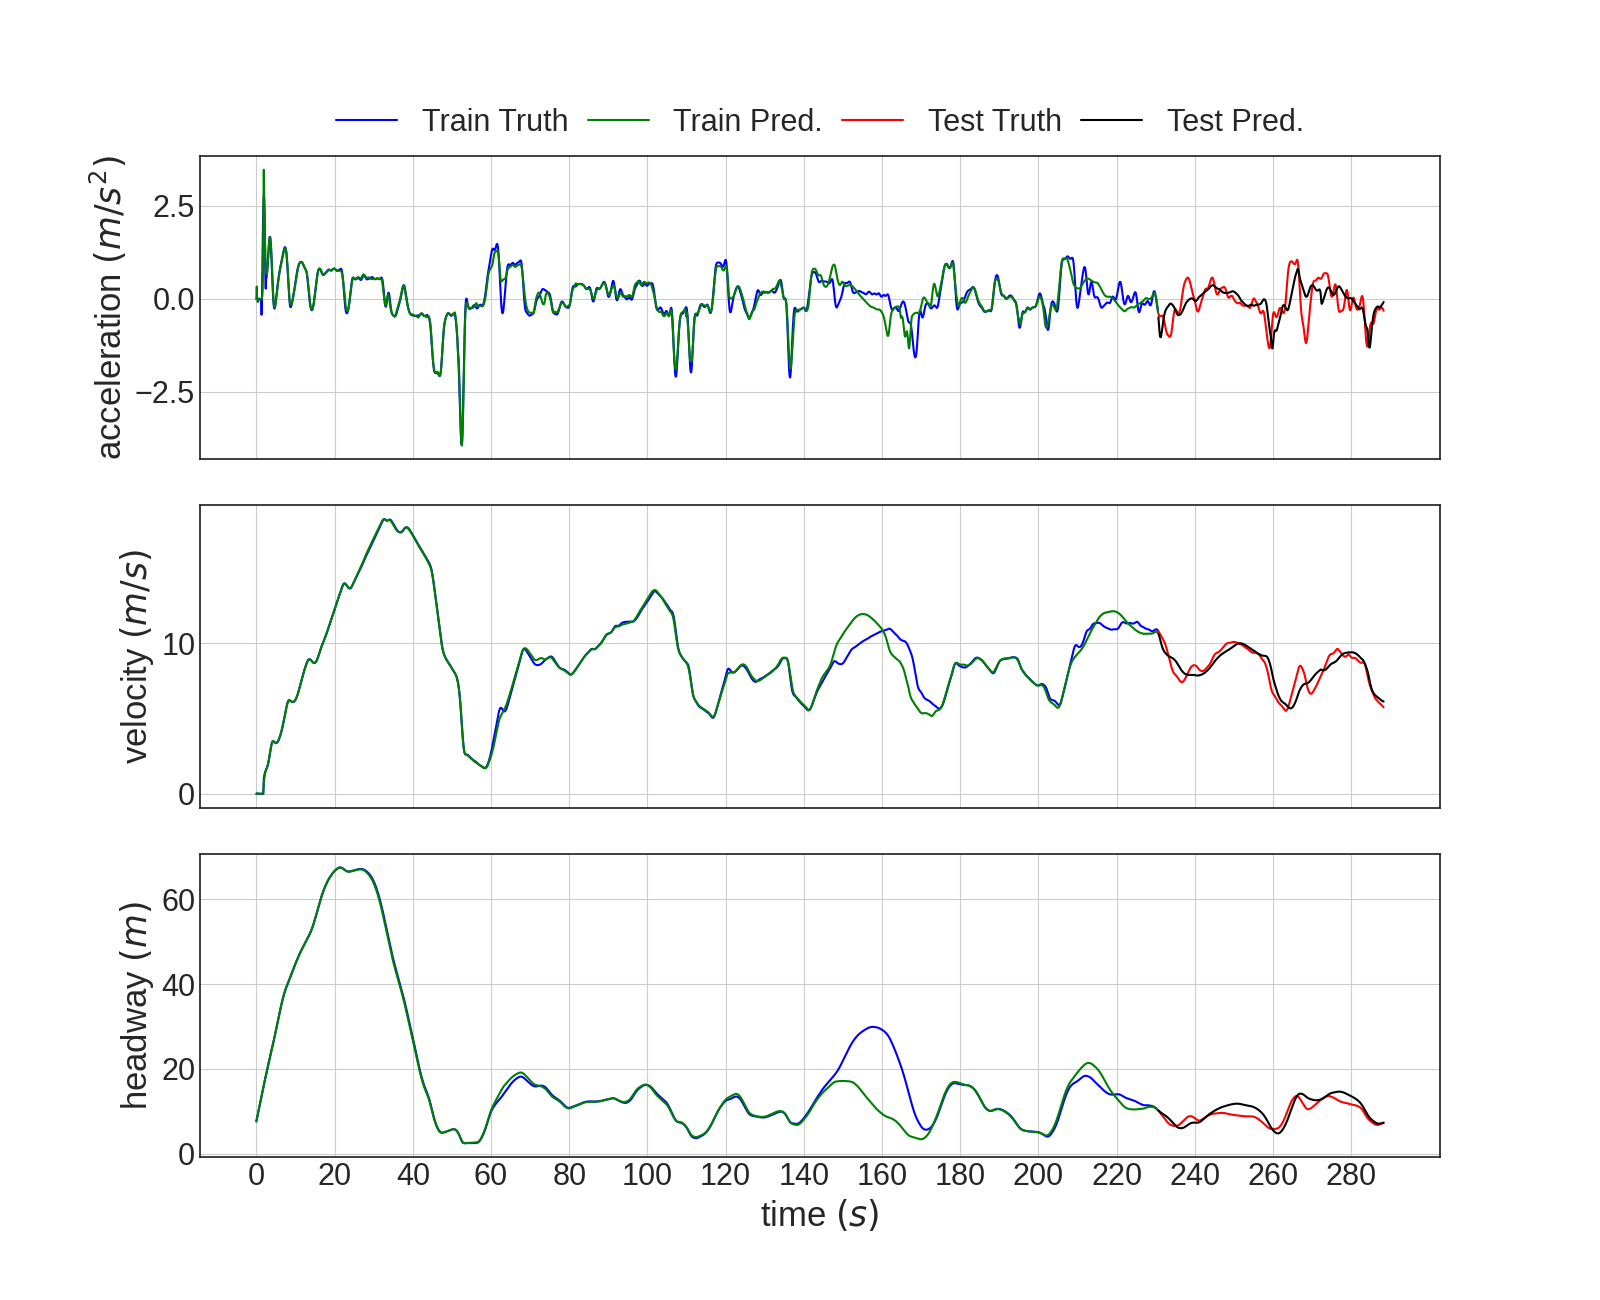 Train Truth Train Pred. Test Truth Test Pred.
acceleration (m/s²)
2.5
0.0
−2.5
velocity (m/s)
10
0
headway (m)
60
40
20
0
0 20 40 60 80 100 120 140 160 180 200 220 240 260 280
time (s)